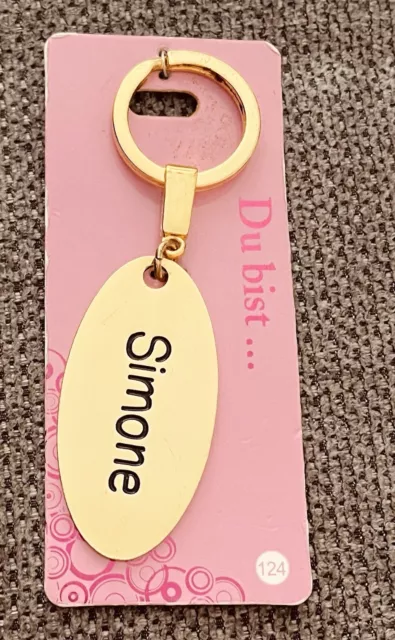 Du bist ...
Simone
124